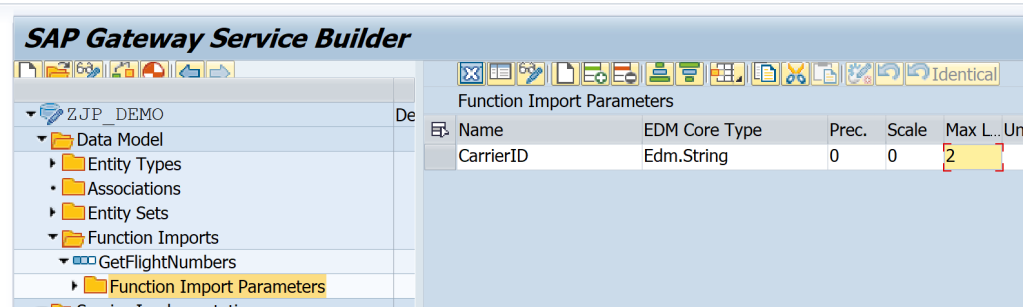 SAP Gateway Service Builder
Identical
Function Import Parameters
ZJP_DEMO De
Data Model
Entity Types
Associations
Entity Sets
Function Imports
GetFlightNumbers
Function Import Parameters
Name EDM Core Type Prec. Scale Max L... Un
CarrierID Edm.String 0 0 2